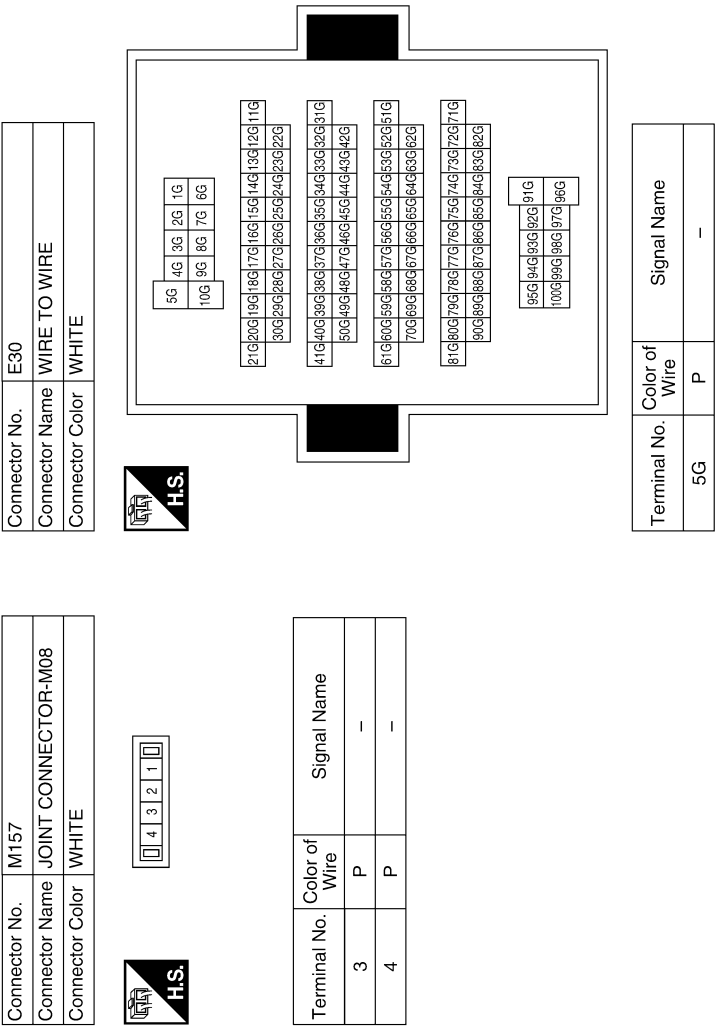 Connector No. M157
Connector Name JOINT CONNECTOR-M08
Connector Color WHITE
H.S.
4 3 2 1
Terminal No. Color of Wire Signal Name
3 P –
4 P –
Connector No. E30
Connector Name WIRE TO WIRE
Connector Color WHITE
H.S.
5G 4G 3G 2G 1G
10G 9G 8G 7G 6G
21G 20G 19G 18G 17G 16G 15G 14G 13G 12G 11G
30G 29G 28G 27G 26G 25G 24G 23G 22G
41G 40G 39G 38G 37G 36G 35G 34G 33G 32G 31G
50G 49G 48G 47G 46G 45G 44G 43G 42G
61G 60G 59G 58G 57G 56G 55G 54G 53G 52G 51G
70G 69G 68G 67G 66G 65G 64G 63G 62G
81G 80G 79G 78G 77G 76G 75G 74G 73G 72G 71G
90G 89G 88G 87G 86G 85G 84G 83G 82G
95G 94G 93G 92G 91G
100G 99G 98G 97G 96G
Terminal No. Color of Wire Signal Name
5G P –